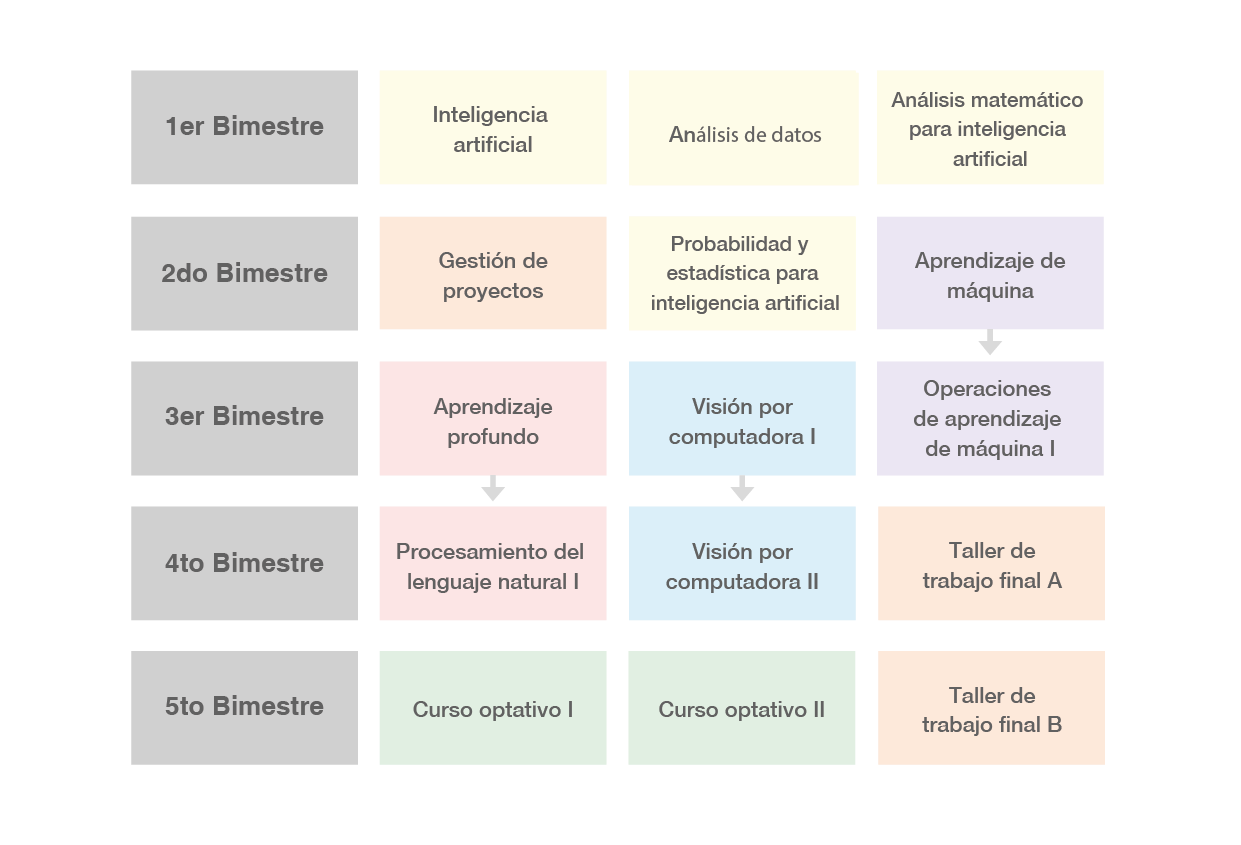 1er Bimestre
Inteligencia
artificial
Análisis de datos
Análisis matemático
para inteligencia
artificial
2do Bimestre
Gestión de
proyectos
Probabilidad y
estadística para
inteligencia artificial
Aprendizaje de
máquina
3er Bimestre
Aprendizaje
profundo
Visión por
computadora I
Operaciones
de aprendizaje
de máquina I
4to Bimestre
Procesamiento del
lenguaje natural I
Visión por
computadora II
Taller de
trabajo final A
5to Bimestre
Curso optativo I
Curso optativo II
Taller de
trabajo final B